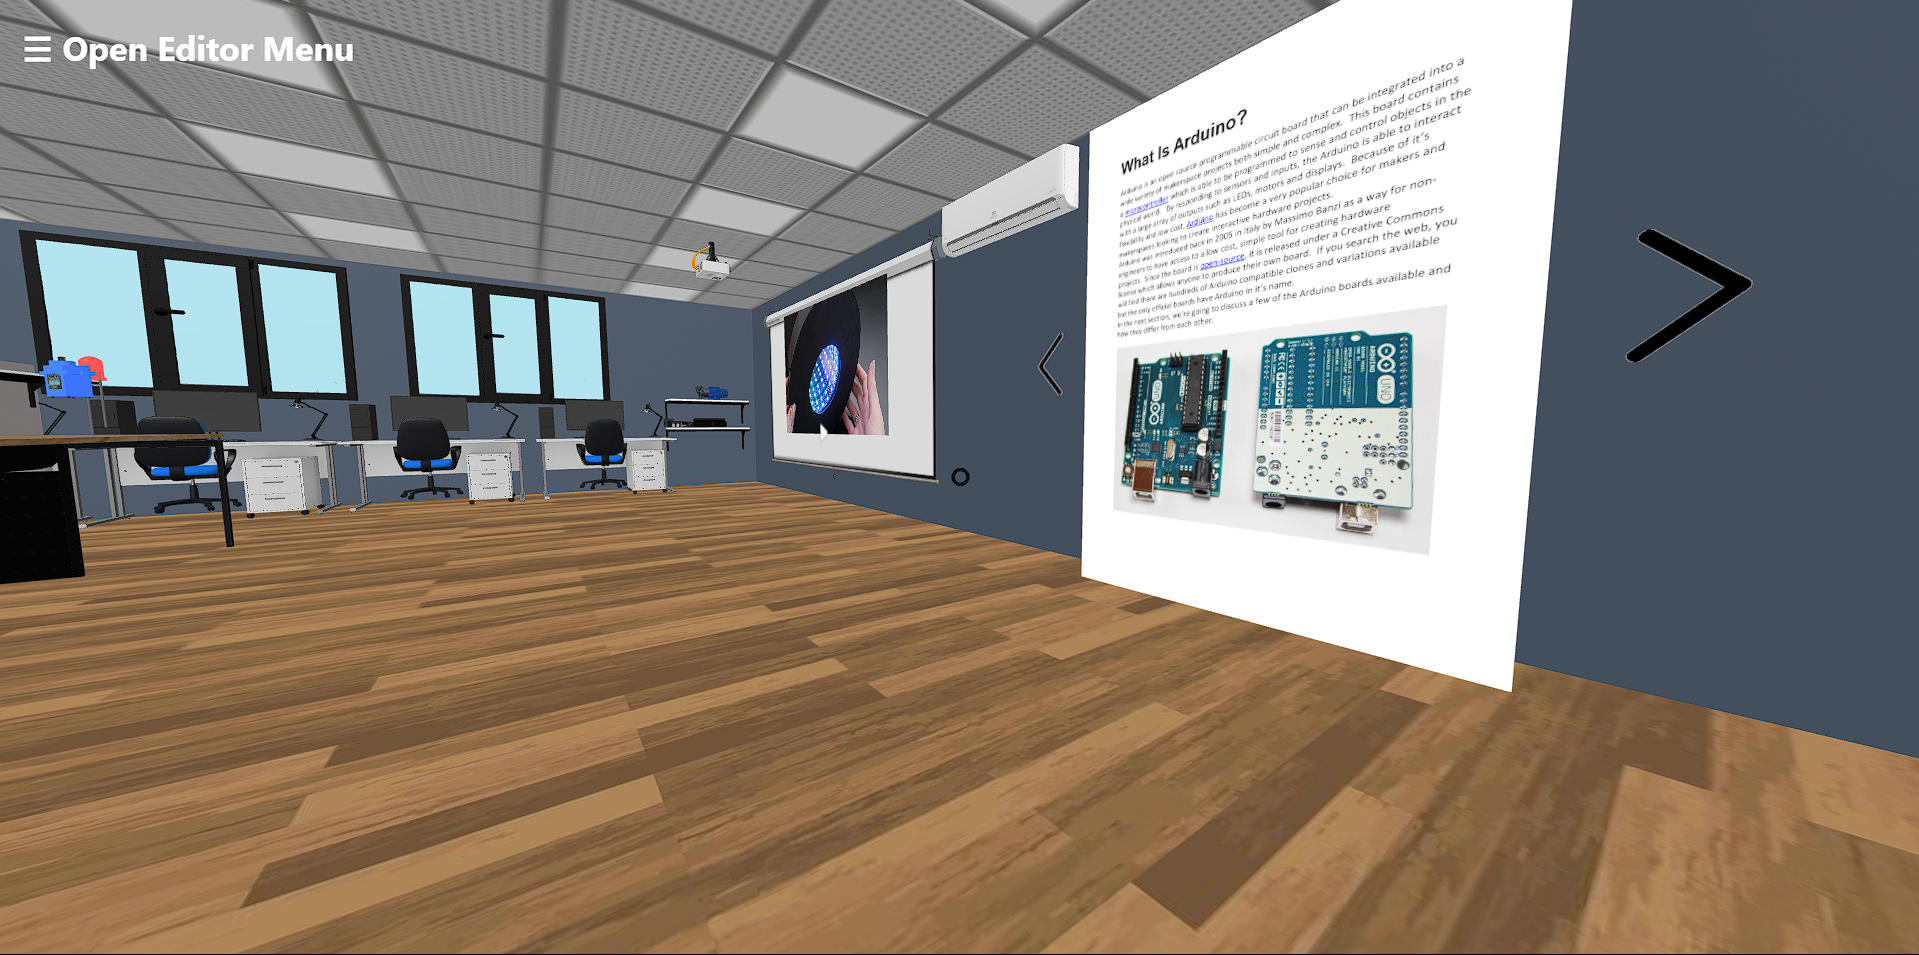 ☰ Open Editor Menu
What Is Arduino?
Arduino is an open source programmable circuit board that can be integrated into a
wide variety of makerspace projects both simple and complex. This board contains
a microcontroller which is able to be programmed to sense and control objects in the
physical world. By responding to sensors and inputs, the Arduino is able to interact
with a large array of outputs such as LEDs, motors and displays. Because of it's
flexibility and low cost, Arduino has become a very popular choice for makers and
makerspaces looking to create interactive hardware projects.
Arduino was introduced back in 2005 in Italy by Massimo Banzi as a way for non-
engineers to have access to a low cost, simple tool for creating hardware
projects. Since the board is open-source, it is released under a Creative Commons
license which allows anyone to produce their own board. If you search the web, you
will find there are hundreds of Arduino compatible clones and variations available
but the only official boards have Arduino in it's name.
In the next section, we're going to discuss a few of the Arduino boards available and
how they differ from each other.
UNO
ARDUINO